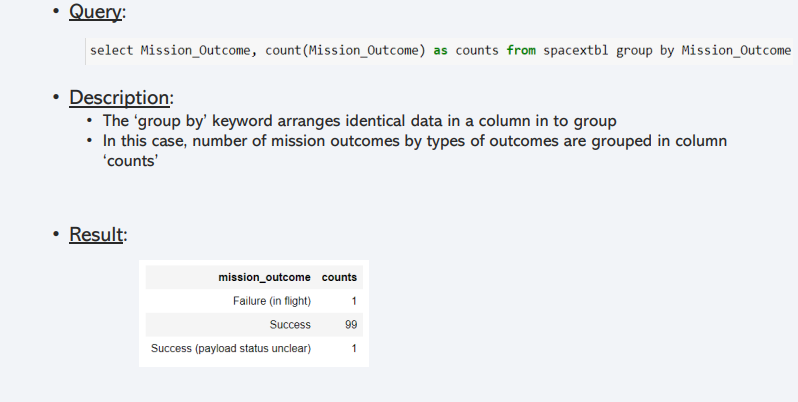 • Query:
select Mission_Outcome, count(Mission_Outcome) as counts from spacextbl group by Mission_Outcome
• Description:
• The ‘group by’ keyword arranges identical data in a column in to group
• In this case, number of mission outcomes by types of outcomes are grouped in column
‘counts’
• Result:
mission_outcome counts
Failure (in flight) 1
Success 99
Success (payload status unclear) 1